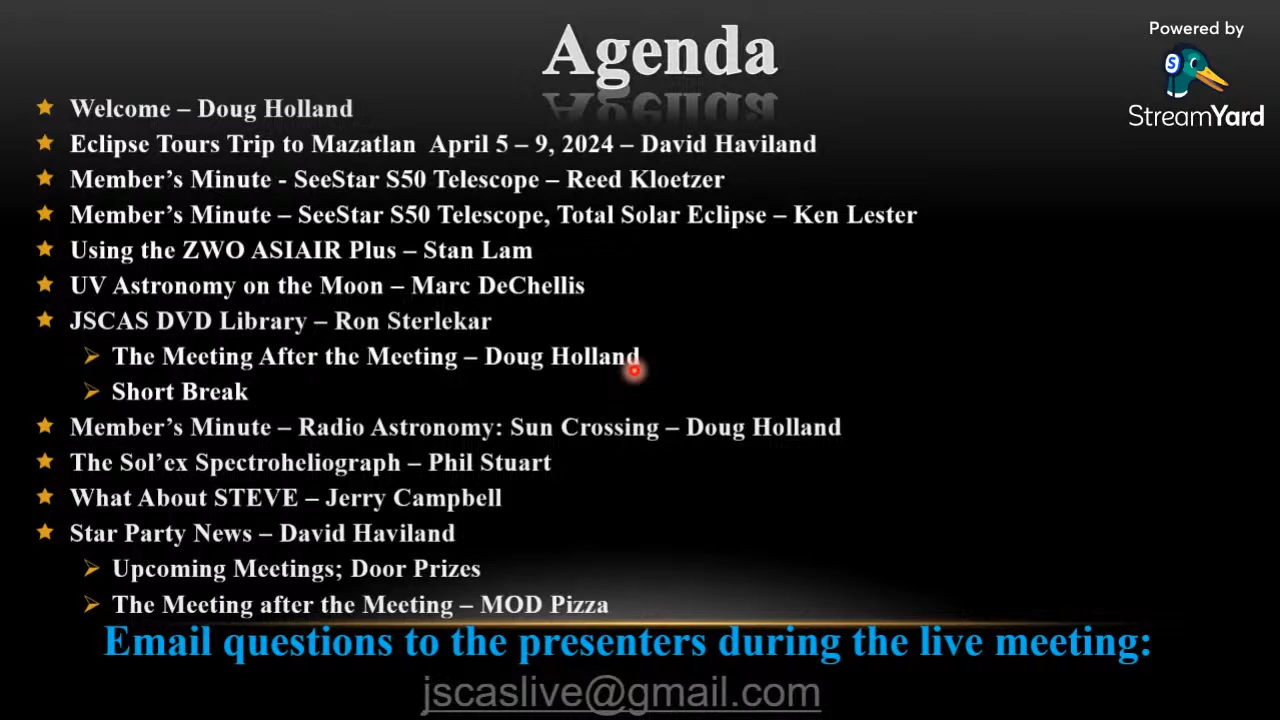 Agenda
Powered by
StreamYard
Welcome – Doug Holland
Eclipse Tours Trip to Mazatlan April 5 – 9, 2024 – David Haviland
Member’s Minute - SeeStar S50 Telescope – Reed Kloetzer
Member’s Minute – SeeStar S50 Telescope, Total Solar Eclipse – Ken Lester
Using the ZWO ASIAIR Plus – Stan Lam
UV Astronomy on the Moon – Marc DeChellis
JSCAS DVD Library – Ron Sterlekar
The Meeting After the Meeting – Doug Holland
Short Break
Member’s Minute – Radio Astronomy: Sun Crossing – Doug Holland
The Sol’ex Spectroheliograph – Phil Stuart
What About STEVE – Jerry Campbell
Star Party News – David Haviland
Upcoming Meetings; Door Prizes
The Meeting after the Meeting – MOD Pizza
Email questions to the presenters during the live meeting:
jscaslive@gmail.com